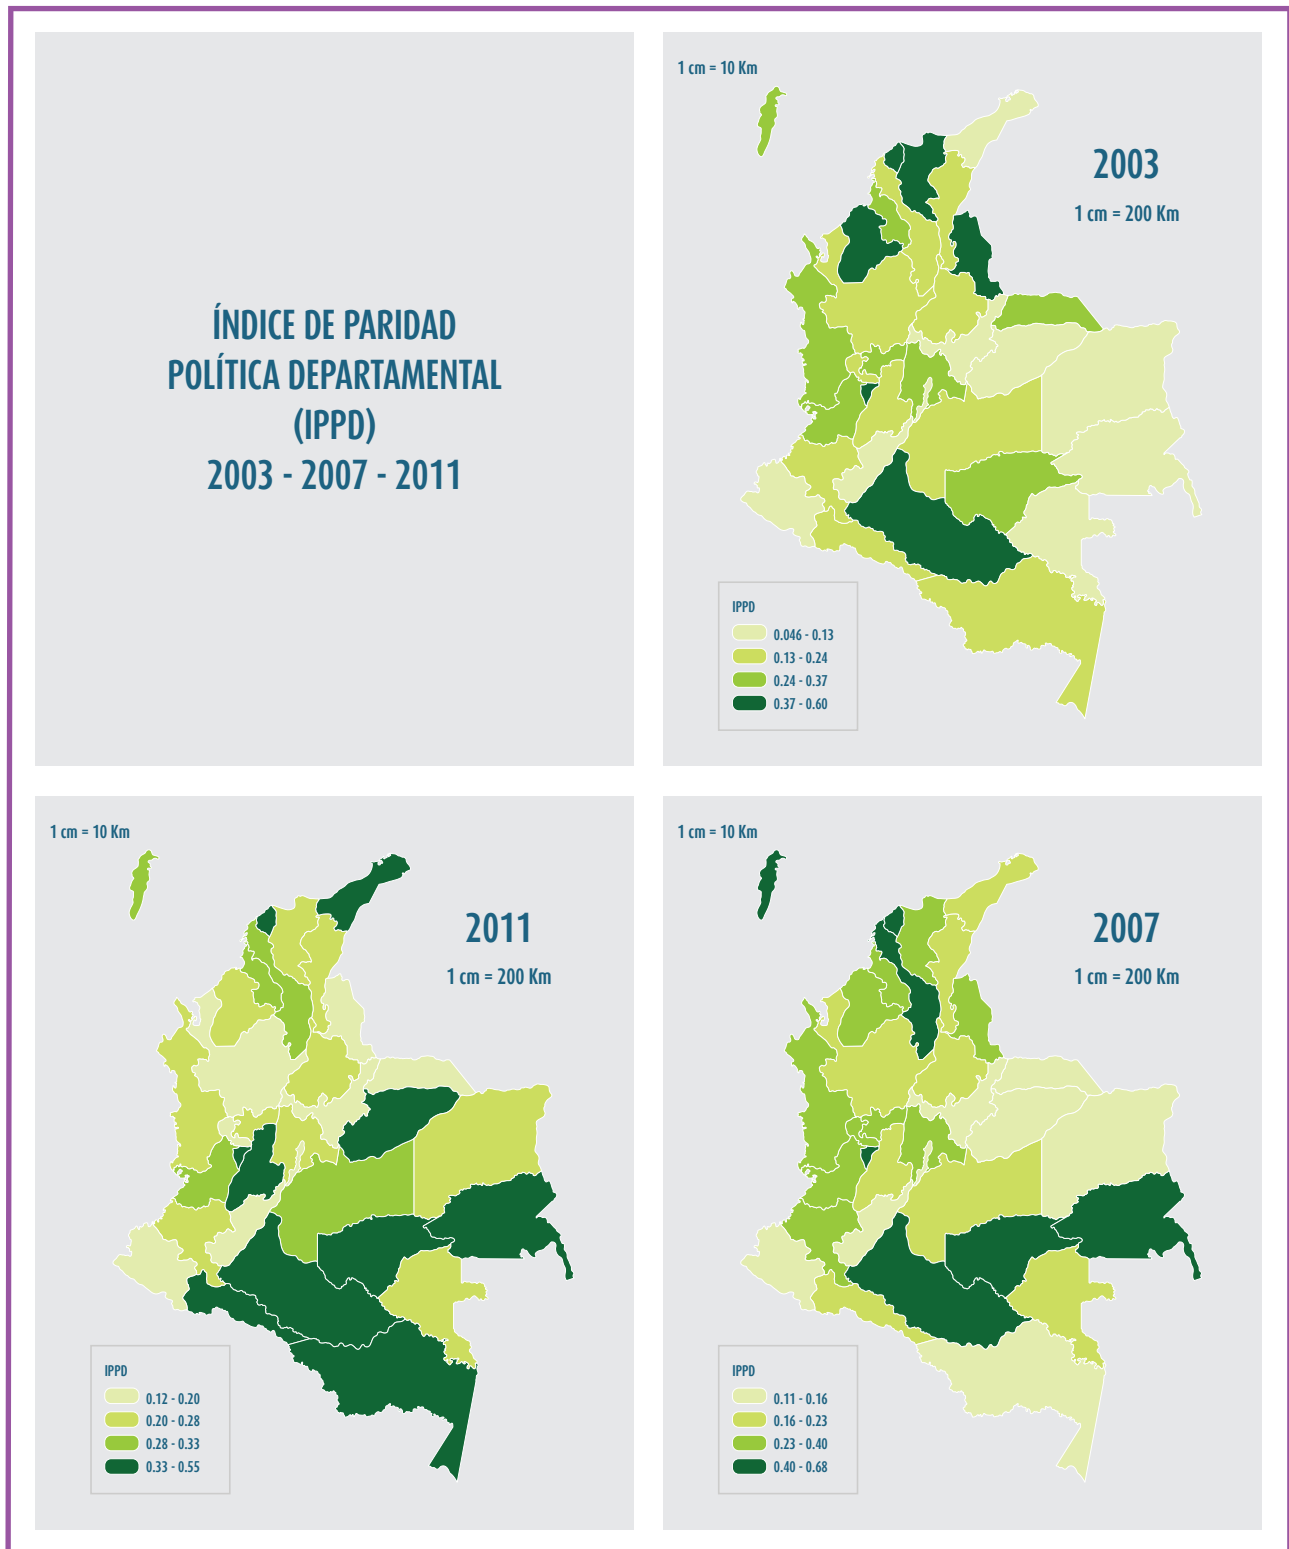 ÍNDICE DE PARIDAD
POLÍTICA DEPARTAMENTAL
(IPPD)
2003 - 2007 - 2011
1 cm = 10 Km
2003
1 cm = 200 Km
IPPD
0.046 - 0.13
0.13 - 0.24
0.24 - 0.37
0.37 - 0.60
1 cm = 10 Km
2011
1 cm = 200 Km
IPPD
0.12 - 0.20
0.20 - 0.28
0.28 - 0.33
0.33 - 0.55
1 cm = 10 Km
2007
1 cm = 200 Km
IPPD
0.11 - 0.16
0.16 - 0.23
0.23 - 0.40
0.40 - 0.68